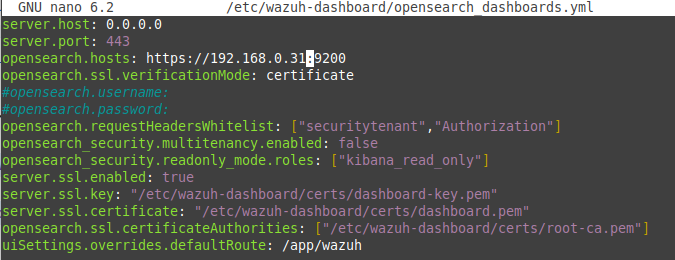 GNU nano 6.2 /etc/wazuh-dashboard/opensearch_dashboards.yml
server.host: 0.0.0.0
server.port: 443
opensearch.hosts: https://192.168.0.31:9200
opensearch.ssl.verificationMode: certificate
#opensearch.username:
#opensearch.password:
opensearch.requestHeadersWhitelist: ["securitytenant","Authorization"]
opensearch_security.multitenancy.enabled: false
opensearch_security.readonly_mode.roles: ["kibana_read_only"]
server.ssl.enabled: true
server.ssl.key: "/etc/wazuh-dashboard/certs/dashboard-key.pem"
server.ssl.certificate: "/etc/wazuh-dashboard/certs/dashboard.pem"
opensearch.ssl.certificateAuthorities: ["/etc/wazuh-dashboard/certs/root-ca.pem"]
uiSettings.overrides.defaultRoute: /app/wazuh